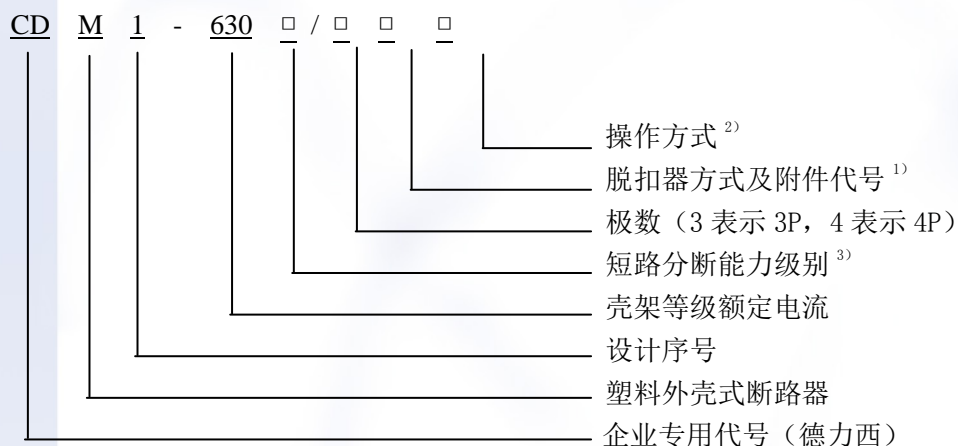 CD M 1 - 630 □ / □ □ □
操作方式 2)
脱扣器方式及附件代号 1)
极数（3 表示 3P，4 表示 4P）
短路分断能力级别 3)
壳架等级额定电流
设计序号
塑料外壳式断路器
企业专用代号（德力西）